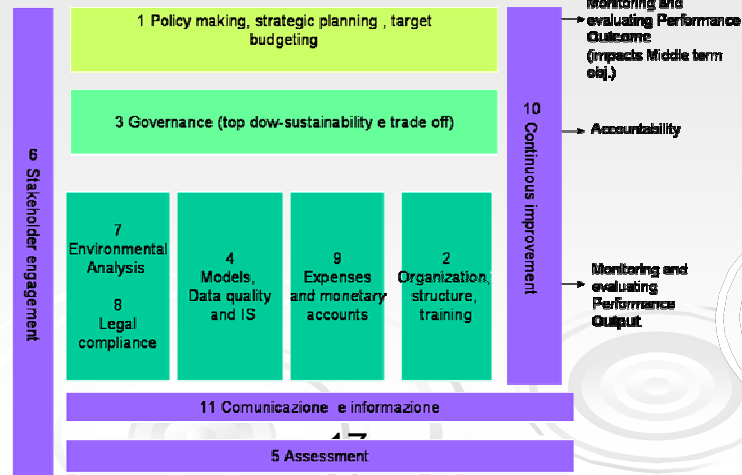 1 Policy making, strategic planning , target
budgeting
3 Governance (top dow-sustainability e trade off)
6 Stakeholder engagement
7
Environmental
Analysis
8
Legal
compliance
4
Models,
Data quality
and IS
9
Expenses
and monetary
accounts
2
Organization,
structure,
training
10 Continuous improvement
Monitoring and
evaluating Performance
Outcome
(impacts Middle term
obj.)
Accountability
Monitoring and
evaluating
Performance
Output
11 Comunicazione e informazione
5 Assessment